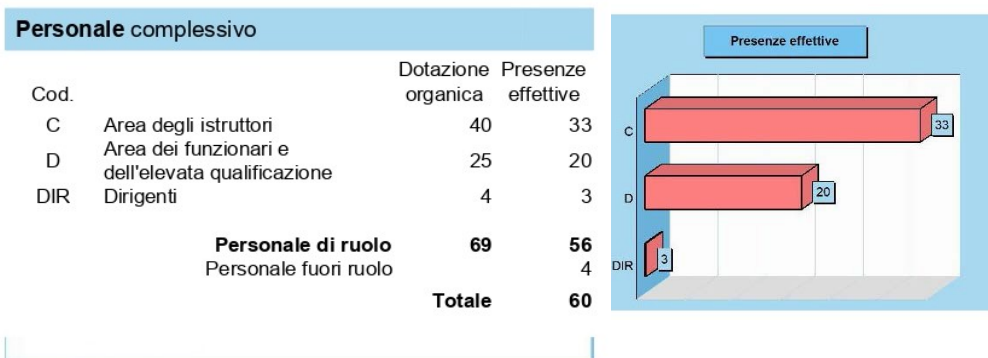 Personale complessivo
Dotazione Presenze
Cod. organica effettive
C Area degli istruttori 40 33
D Area dei funzionari e
dell'elevata qualificazione 25 20
DIR Dirigenti 4 3
Personale di ruolo 69 56
Personale fuori ruolo 4
Totale 60
Presenze effettive
C 33
D 20
DIR 3